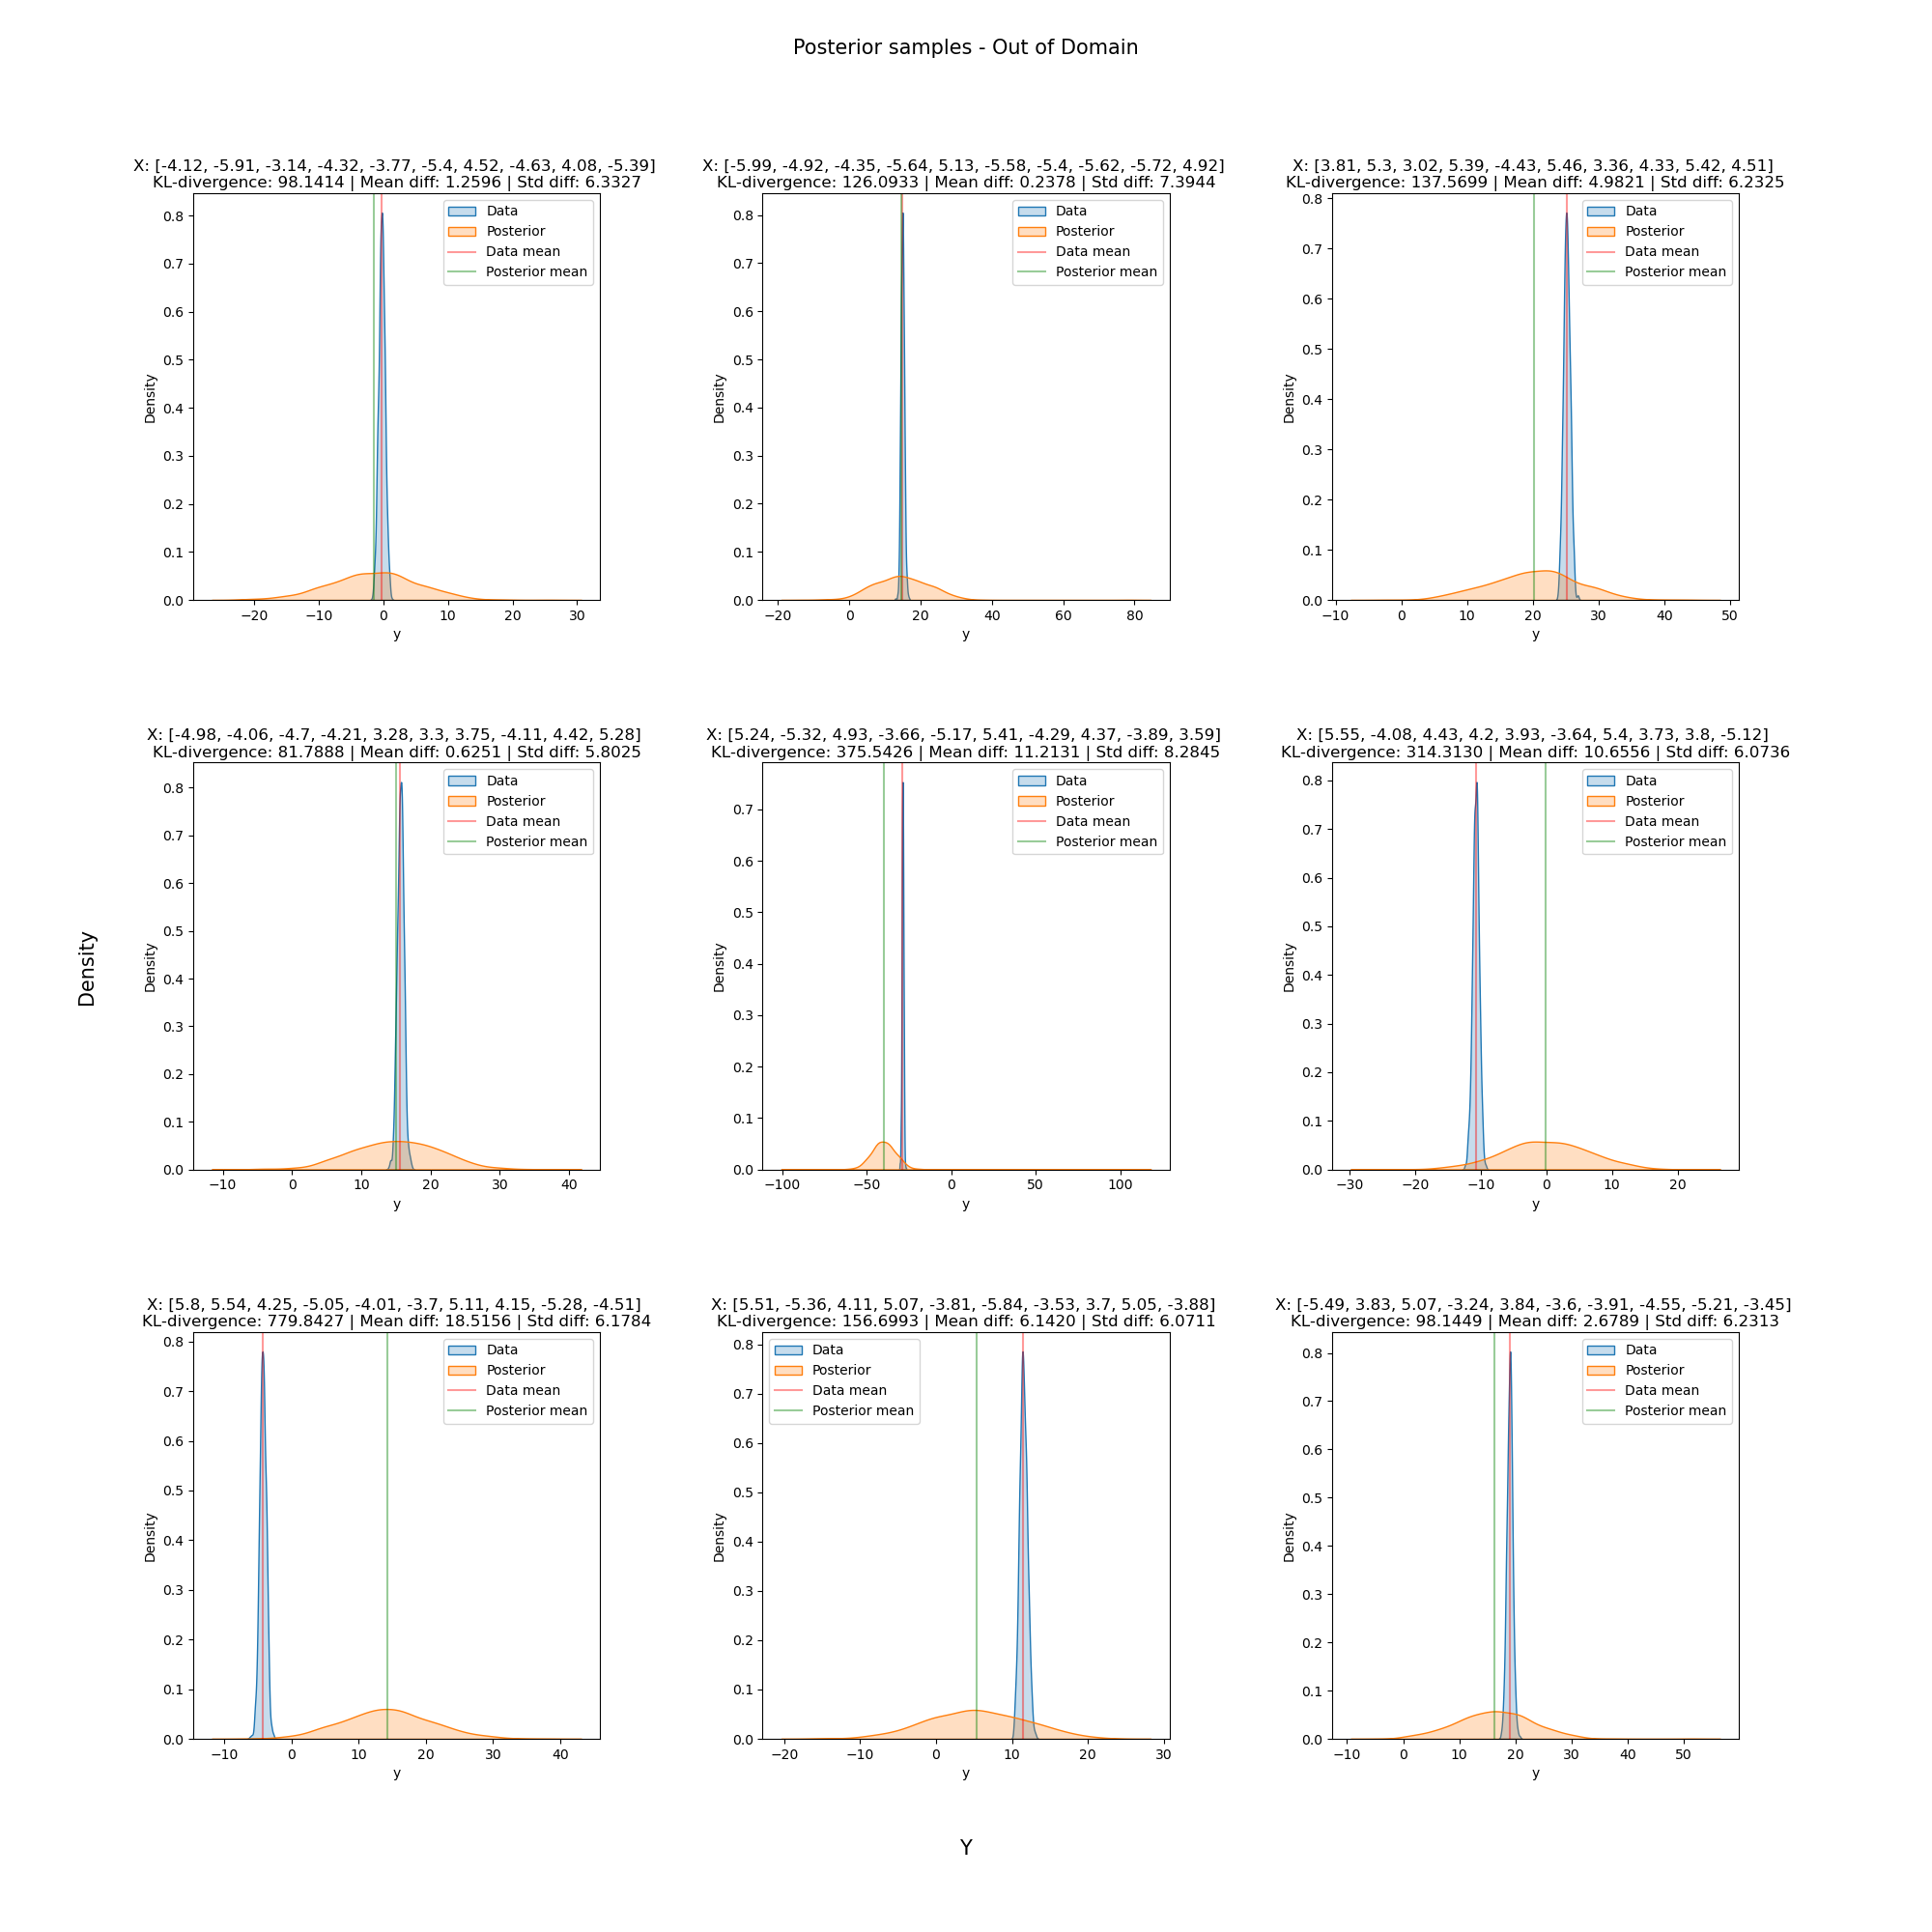 Posterior samples - Out of Domain
X: [-4.12, -5.91, -3.14, -4.32, -3.77, -5.4, 4.52, -4.63, 4.08, -5.39]
KL-divergence: 98.1414 | Mean diff: 1.2596 | Std diff: 6.3327
Data
Posterior
Data mean
Posterior mean
0.8
0.7
0.6
0.5
0.4
0.3
0.2
0.1
0.0
Density
−20 −10 0 10 20 30
y
X: [-5.99, -4.92, -4.35, -5.64, 5.13, -5.58, -5.4, -5.62, -5.72, 4.92]
KL-divergence: 126.0933 | Mean diff: 0.2378 | Std diff: 7.3944
Data
Posterior
Data mean
Posterior mean
0.8
0.7
0.6
0.5
0.4
0.3
0.2
0.1
0.0
Density
−20 0 20 40 60 80
y
X: [3.81, 5.3, 3.02, 5.39, -4.43, 5.46, 3.36, 4.33, 5.42, 4.51]
KL-divergence: 137.5699 | Mean diff: 4.9821 | Std diff: 6.2325
Data
Posterior
Data mean
Posterior mean
0.8
0.7
0.6
0.5
0.4
0.3
0.2
0.1
0.0
Density
−10 0 10 20 30 40 50
y
Density
X: [-4.98, -4.06, -4.7, -4.21, 3.28, 3.3, 3.75, -4.11, 4.42, 5.28]
KL-divergence: 81.7888 | Mean diff: 0.6251 | Std diff: 5.8025
Data
Posterior
Data mean
Posterior mean
0.8
0.7
0.6
0.5
0.4
0.3
0.2
0.1
0.0
Density
−10 0 10 20 30 40
y
X: [5.24, -5.32, 4.93, -3.66, -5.17, 5.41, -4.29, 4.37, -3.89, 3.59]
KL-divergence: 375.5426 | Mean diff: 11.2131 | Std diff: 8.2845
Data
Posterior
Data mean
Posterior mean
0.7
0.6
0.5
0.4
0.3
0.2
0.1
0.0
Density
−100 −50 0 50 100
y
X: [5.55, -4.08, 4.43, 4.2, 3.93, -3.64, 5.4, 3.73, 3.8, -5.12]
KL-divergence: 314.3130 | Mean diff: 10.6556 | Std diff: 6.0736
Data
Posterior
Data mean
Posterior mean
0.8
0.7
0.6
0.5
0.4
0.3
0.2
0.1
0.0
Density
−30 −20 −10 0 10 20
y
X: [5.8, 5.54, 4.25, -5.05, -4.01, -3.7, 5.11, 4.15, -5.28, -4.51]
KL-divergence: 779.8427 | Mean diff: 18.5156 | Std diff: 6.1784
Data
Posterior
Data mean
Posterior mean
0.8
0.7
0.6
0.5
0.4
0.3
0.2
0.1
0.0
Density
−10 0 10 20 30 40
y
X: [5.51, -5.36, 4.11, 5.07, -3.81, -5.84, -3.53, 3.7, 5.05, -3.88]
KL-divergence: 156.6993 | Mean diff: 6.1420 | Std diff: 6.0711
Data
Posterior
Data mean
Posterior mean
0.8
0.7
0.6
0.5
0.4
0.3
0.2
0.1
0.0
Density
−20 −10 0 10 20 30
y
X: [-5.49, 3.83, 5.07, -3.24, 3.84, -3.6, -3.91, -4.55, -5.21, -3.45]
KL-divergence: 98.1449 | Mean diff: 2.6789 | Std diff: 6.2313
Data
Posterior
Data mean
Posterior mean
0.8
0.7
0.6
0.5
0.4
0.3
0.2
0.1
0.0
Density
−10 0 10 20 30 40 50
y
Y